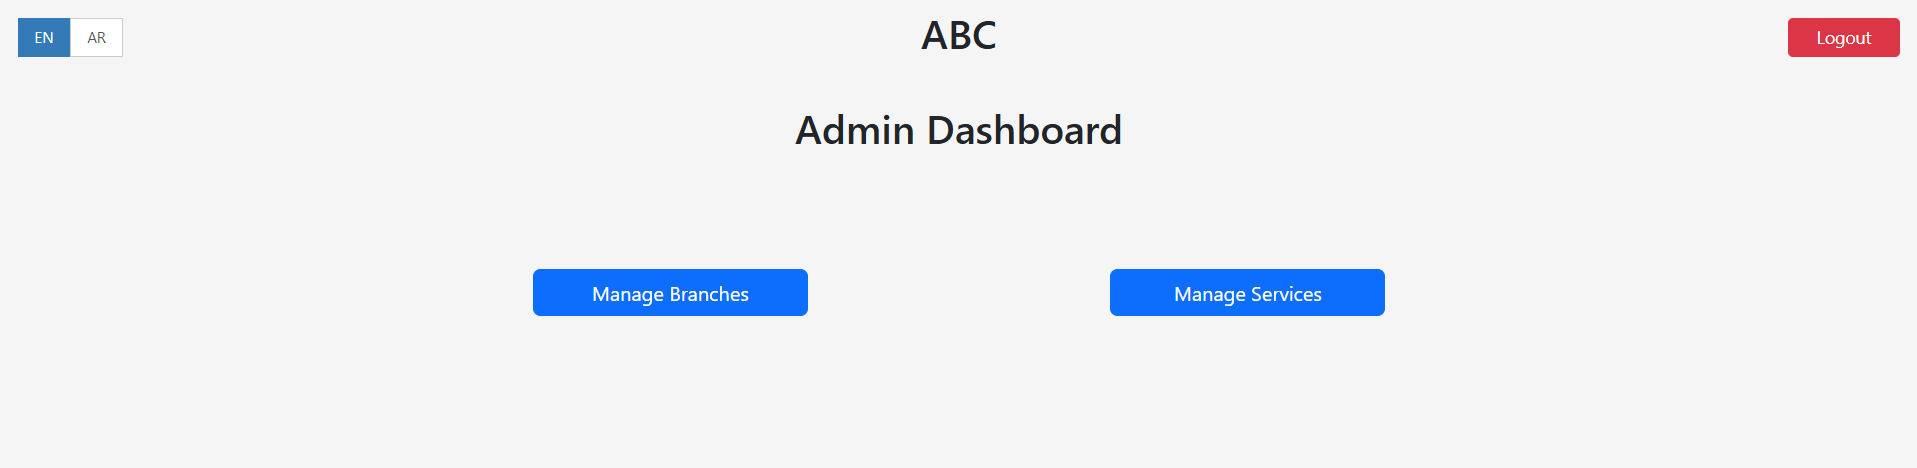 EN AR
ABC
Logout
Admin Dashboard
Manage Branches
Manage Services